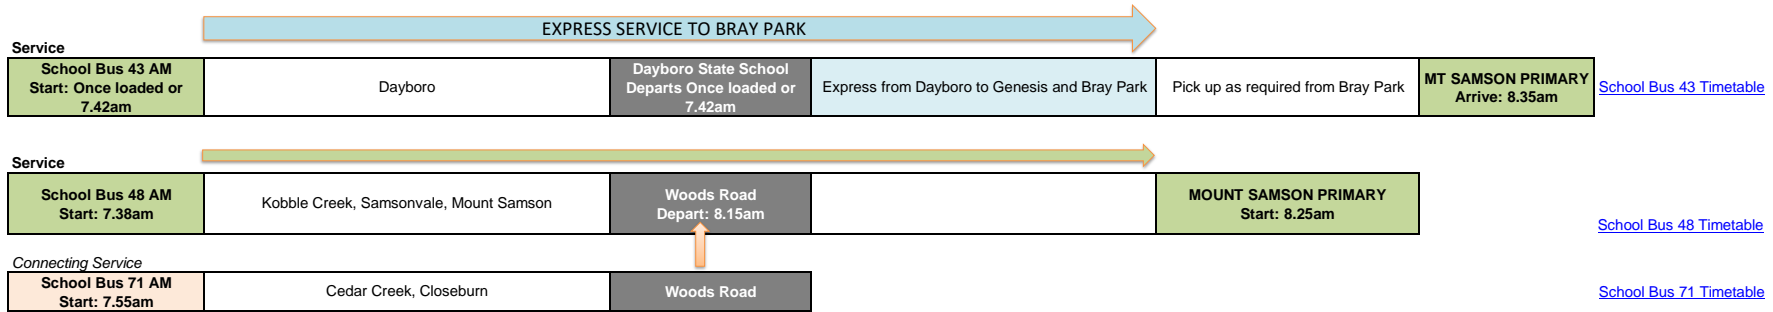 EXPRESS SERVICE TO BRAY PARK
Service
School Bus 43 AM
Start: Once loaded or
7.42am
Dayboro
Dayboro State School
Departs Once loaded or
7.42am
Express from Dayboro to Genesis and Bray Park
Pick up as required from Bray Park
MT SAMSON PRIMARY
Arrive: 8.35am
School Bus 43 Timetable
Service
School Bus 48 AM
Start: 7.38am
Kobble Creek, Samsonvale, Mount Samson
Woods Road
Depart: 8.15am
MOUNT SAMSON PRIMARY
Start: 8.25am
School Bus 48 Timetable
Connecting Service
School Bus 71 AM
Start: 7.55am
Cedar Creek, Closeburn
Woods Road
School Bus 71 Timetable